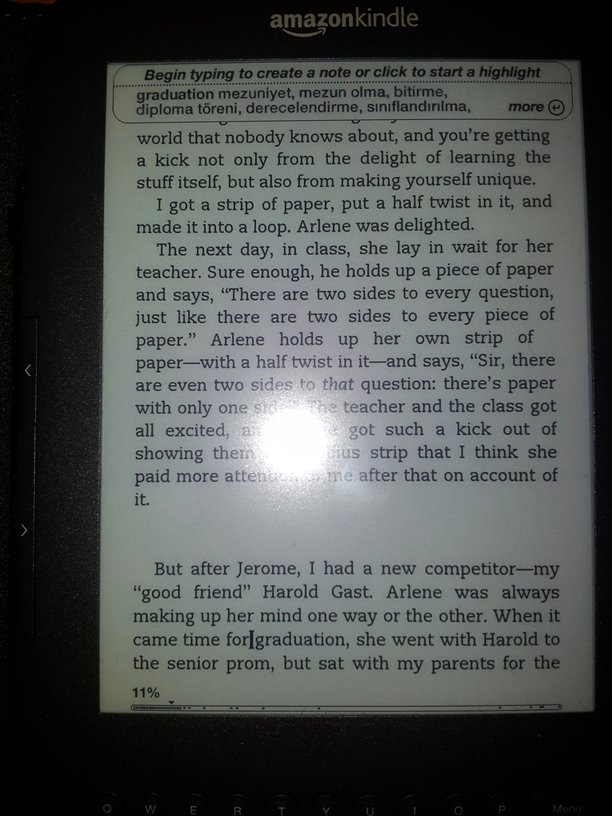 amazonkindle
Begin typing to create a note or click to start a highlight
graduation mezuniyet, mezun olma, bitirme,
diploma töreni, derecelendirme, sınıflandırılma, more
world that nobody knows about, and you're getting
a kick not only from the delight of learning the
stuff itself, but also from making yourself unique.
I got a strip of paper, put a half twist in it, and
made it into a loop. Arlene was delighted.
The next day, in class, she lay in wait for her
teacher. Sure enough, he holds up a piece of paper
and says, “There are two sides to every question,
just like there are two sides to every piece of
paper.” Arlene holds up her own strip of
paper—with a half twist in it—and says, “Sir, there
are even two sides to that question: there's paper
with only one The teacher and the class got
all excited, got such a kick out of
showing them strip that I think she
paid more attention to me after that on account of
it.
But after Jerome, I had a new competitor—my
“good friend” Harold Gast. Arlene was always
making up her mind one way or the other. When it
came time for graduation, she went with Harold to
the senior prom, but sat with my parents for the
11%
Q W E R T Y U I O P Menu